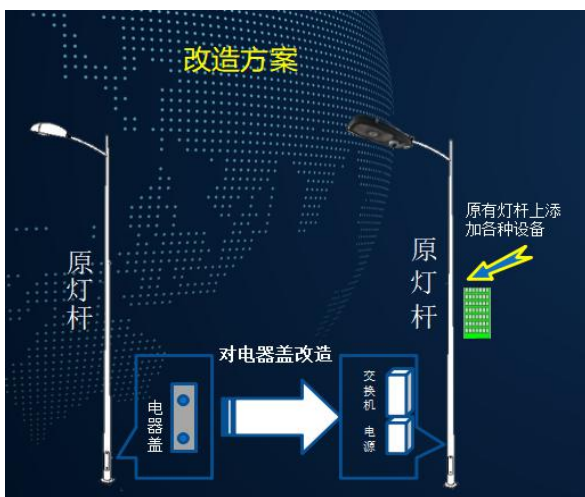 改造方案
原有灯杆上添
加各种设备
原灯杆
原灯杆
对电器盖改造
电器盖
交换机
电源